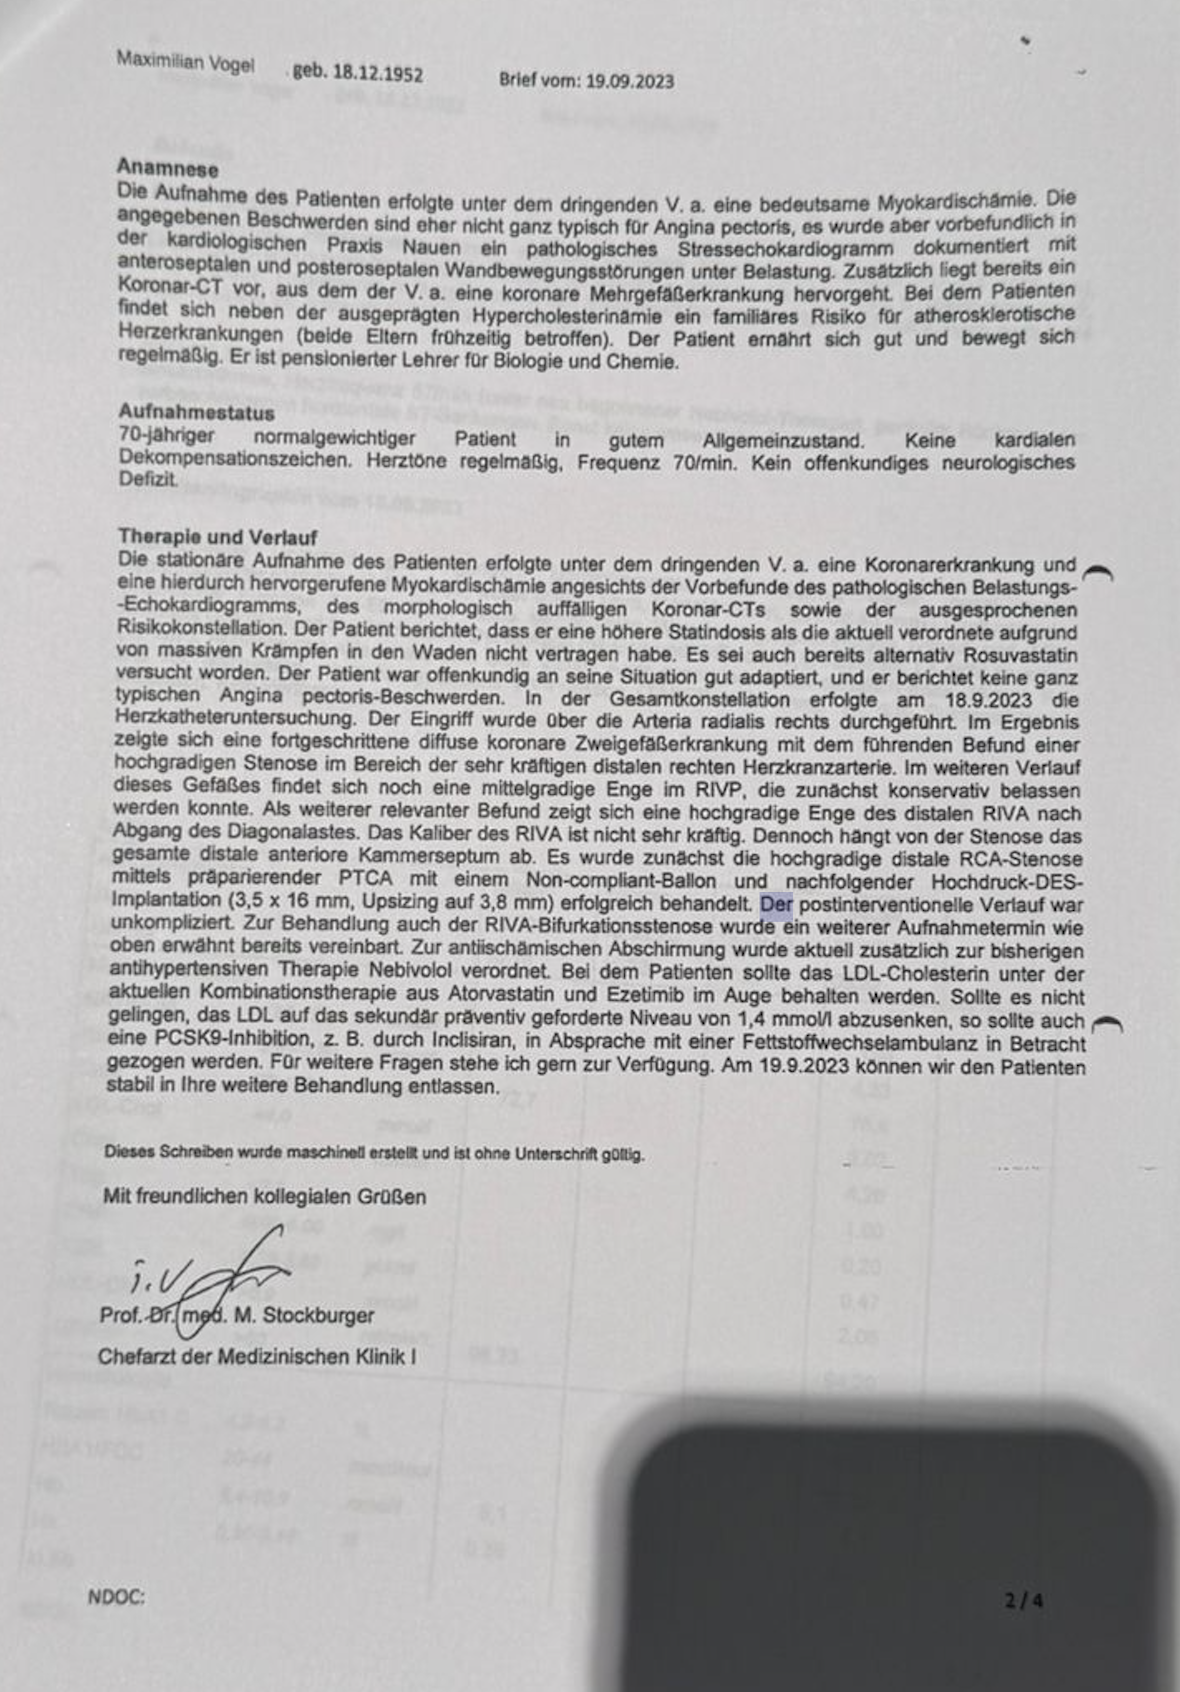 Maximilian Vogel geb. 18.12.1952 Brief vom: 19.09.2023
Anamnese
Die Aufnahme des Patienten erfolgte unter dem dringenden V. a. eine bedeutsame Myokardischämie. Die
angegebenen Beschwerden sind eher nicht ganz typisch für Angina pectoris, es wurde aber vorbefundlich in
der kardiologischen Praxis Nauen ein pathologisches Stressechokardiogramm dokumentiert mit
anteroseptalen und posteroseptalen Wandbewegungsstörungen unter Belastung. Zusätzlich liegt bereits ein
Koronar-CT vor, aus dem der V. a. eine koronare Mehrgefäßerkrankung hervorgeht. Bei dem Patienten
findet sich neben der ausgeprägten Hypercholesterinämie ein familiäres Risiko für atherosklerotische
Herzerkrankungen (beide Eltern frühzeitig betroffen). Der Patient ernährt sich gut und bewegt sich
regelmäßig. Er ist pensionierter Lehrer für Biologie und Chemie.
Aufnahmestatus
70-jähriger normalgewichtiger Patient in gutem Allgemeinzustand. Keine kardialen
Dekompensationszeichen. Herztöne regelmäßig, Frequenz 70/min. Kein offenkundiges neurologisches
Defizit.
Therapie und Verlauf
Die stationäre Aufnahme des Patienten erfolgte unter dem dringenden V. a. eine Koronarerkrankung und
eine hierdurch hervorgerufene Myokardischämie angesichts der Vorbefunde des pathologischen Belastungs-
-Echokardiogramms, des morphologisch auffälligen Koronar-CTs sowie der ausgesprochenen
Risikokonstellation. Der Patient berichtet, dass er eine höhere Statindosis als die aktuell verordnete aufgrund
von massiven Krämpfen in den Waden nicht vertragen habe. Es sei auch bereits alternativ Rosuvastatin
versucht worden. Der Patient war offenkundig an seine Situation gut adaptiert, und er berichtet keine ganz
typischen Angina pectoris-Beschwerden. In der Gesamtkonstellation erfolgte am 18.9.2023 die
Herzkatheteruntersuchung. Der Eingriff wurde über die Arteria radialis rechts durchgeführt. Im Ergebnis
zeigte sich eine fortgeschrittene diffuse koronare Zweigefäßerkrankung mit dem führenden Befund einer
hochgradigen Stenose im Bereich der sehr kräftigen distalen rechten Herzkranzarterie. Im weiteren Verlauf
dieses Gefäßes findet sich noch eine mittelgradige Enge im RIVP, die zunächst konservativ belassen
werden konnte. Als weiterer relevanter Befund zeigt sich eine hochgradige Enge des distalen RIVA nach
Abgang des Diagonalastes. Das Kaliber des RIVA ist nicht sehr kräftig. Dennoch hängt von der Stenose das
gesamte distale anteriore Kammerseptum ab. Es wurde zunächst die hochgradige distale RCA-Stenose
mittels präparierender PTCA mit einem Non-compliant-Ballon und nachfolgender Hochdruck-DES-
Implantation (3,5 x 16 mm, Upsizing auf 3,8 mm) erfolgreich behandelt. Der postinterventionelle Verlauf war
unkompliziert. Zur Behandlung auch der RIVA-Bifurkationsstenose wurde ein weiterer Aufnahmetermin wie
oben erwähnt bereits vereinbart. Zur antiischämischen Abschirmung wurde aktuell zusätzlich zur bisherigen
antihypertensiven Therapie Nebivolol verordnet. Bei dem Patienten sollte das LDL-Cholesterin unter der
aktuellen Kombinationstherapie aus Atorvastatin und Ezetimib im Auge behalten werden. Sollte es nicht
gelingen, das LDL auf das sekundär präventiv geforderte Niveau von 1,4 mmol/l abzusenken, so sollte auch
eine PCSK9-Inhibition, z. B. durch Inclisiran, in Absprache mit einer Fettstoffwechselambulanz in Betracht
gezogen werden. Für weitere Fragen stehe ich gern zur Verfügung. Am 19.9.2023 können wir den Patienten
stabil in Ihre weitere Behandlung entlassen.
Dieses Schreiben wurde maschinell erstellt und ist ohne Unterschrift gültig.
Mit freundlichen kollegialen Grüßen
i.V
Prof. Dr. med. M. Stockburger
Chefarzt der Medizinischen Klinik I
NDOC:
2 / 4